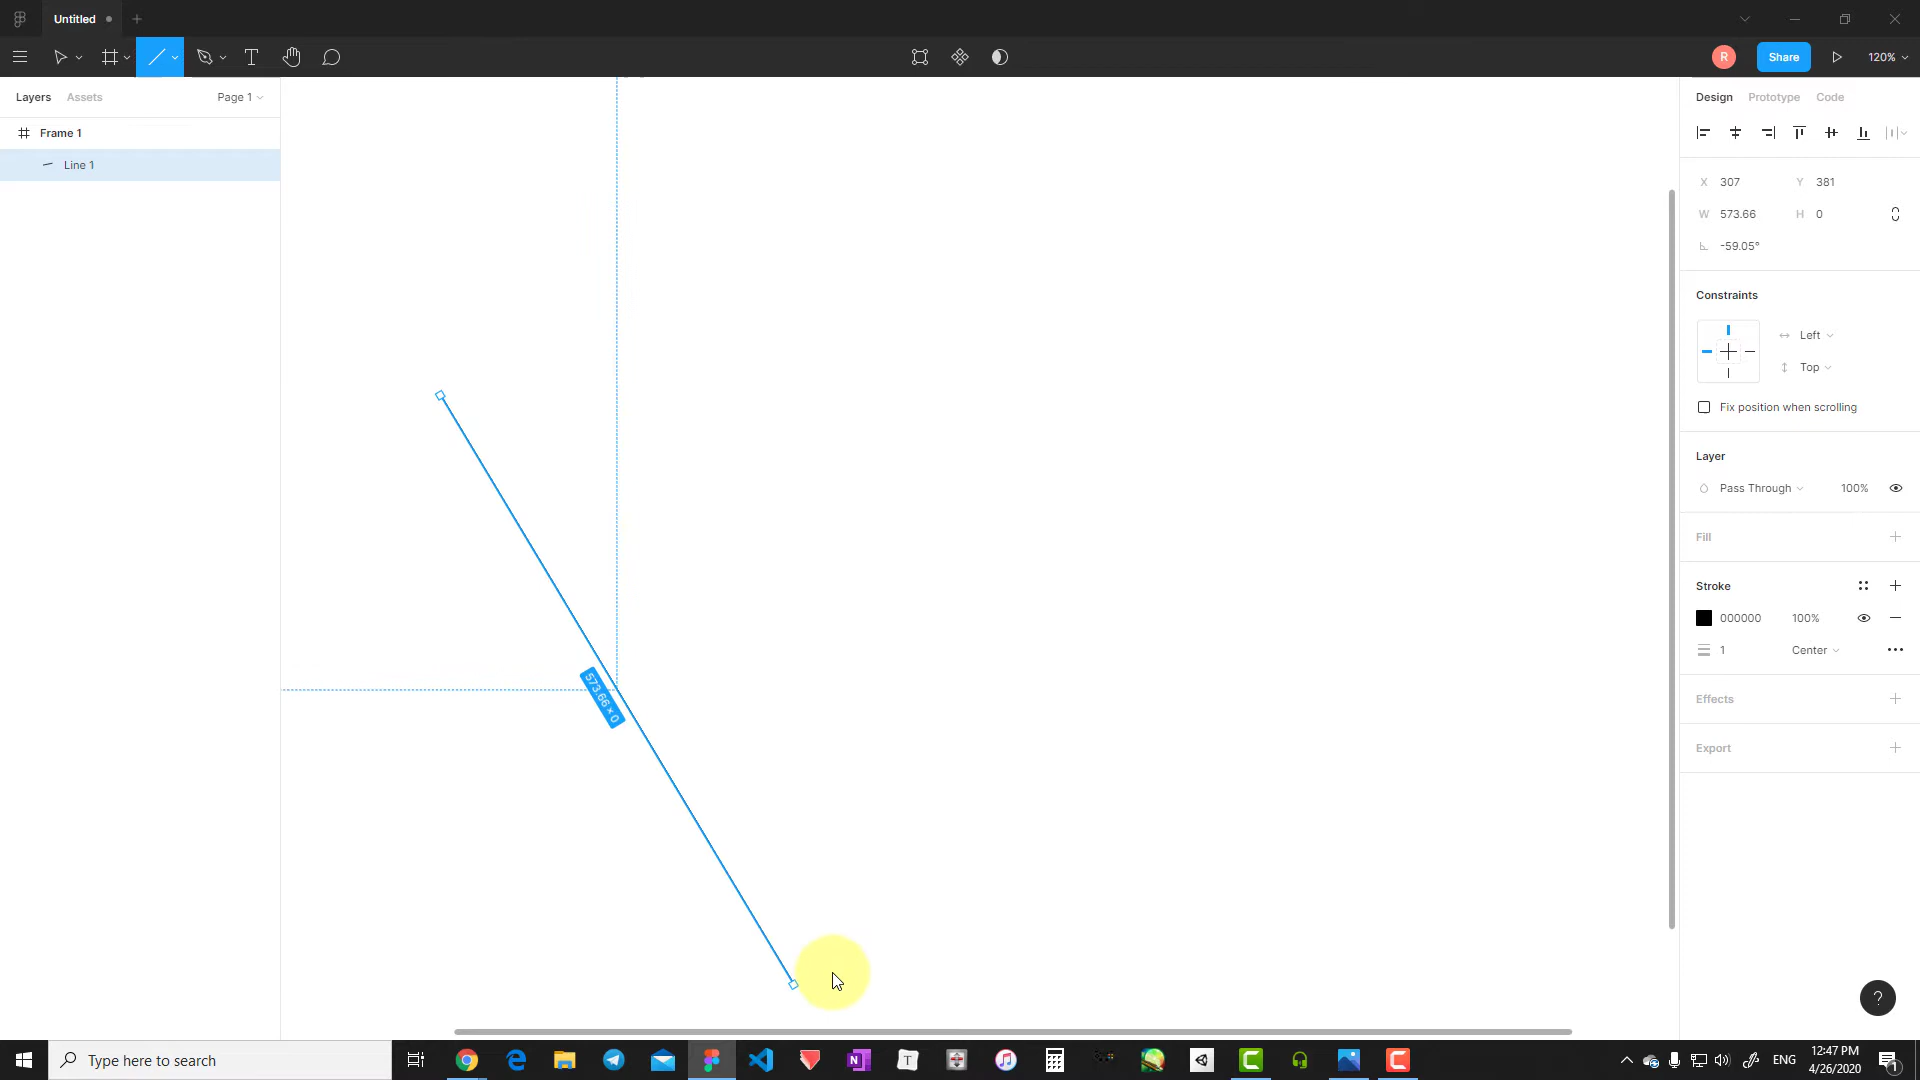 Untitled
R
Share
120%
Layers
Assets
Page 1
Design
Prototype
Code
Frame 1
Line 1
X 307
Y 381
W 573.66
H 0
-59.05°
Constraints
Left
Top
Fix position when scrolling
Layer
Pass Through
100%
Fill
Stroke
000000
100%
1
Center
Effects
Export
573.66 × 0
?
Type here to search
N
T
ENG
12:47 PM
4/26/2020
1